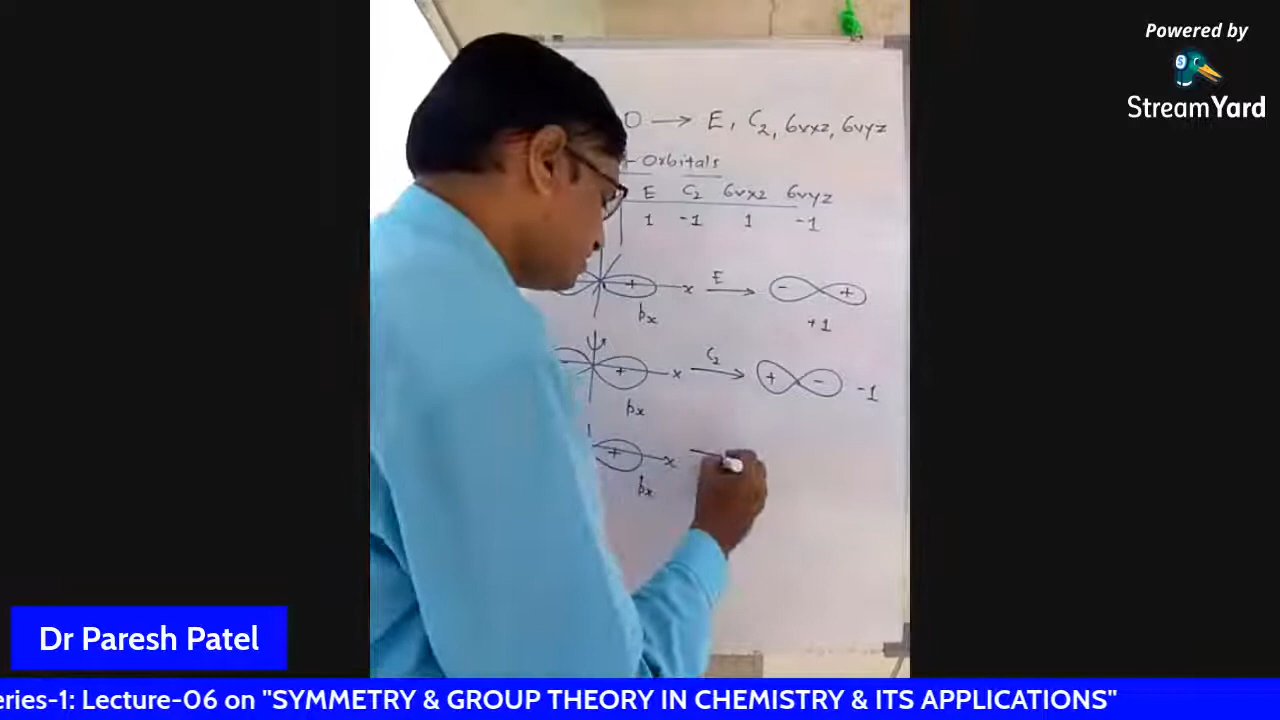 Powered by
StreamYard
O → E, C₂, σvxz, σvyz
Orbitals
E C₂ σvxz σvyz
1 -1 1 -1
+ x E → - +
px +1
+ x C₂ → + - -1
px
+ x
px
Dr Paresh Patel
eries-1: Lecture-06 on "SYMMETRY & GROUP THEORY IN CHEMISTRY & ITS APPLICATIONS"